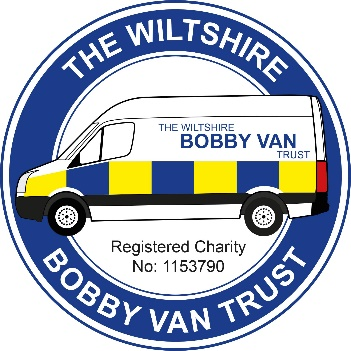 THE WILTSHIRE
THE WILTSHIRE
BOBBY VAN
TRUST
Registered Charity
No: 1153790
BOBBY VAN TRUST